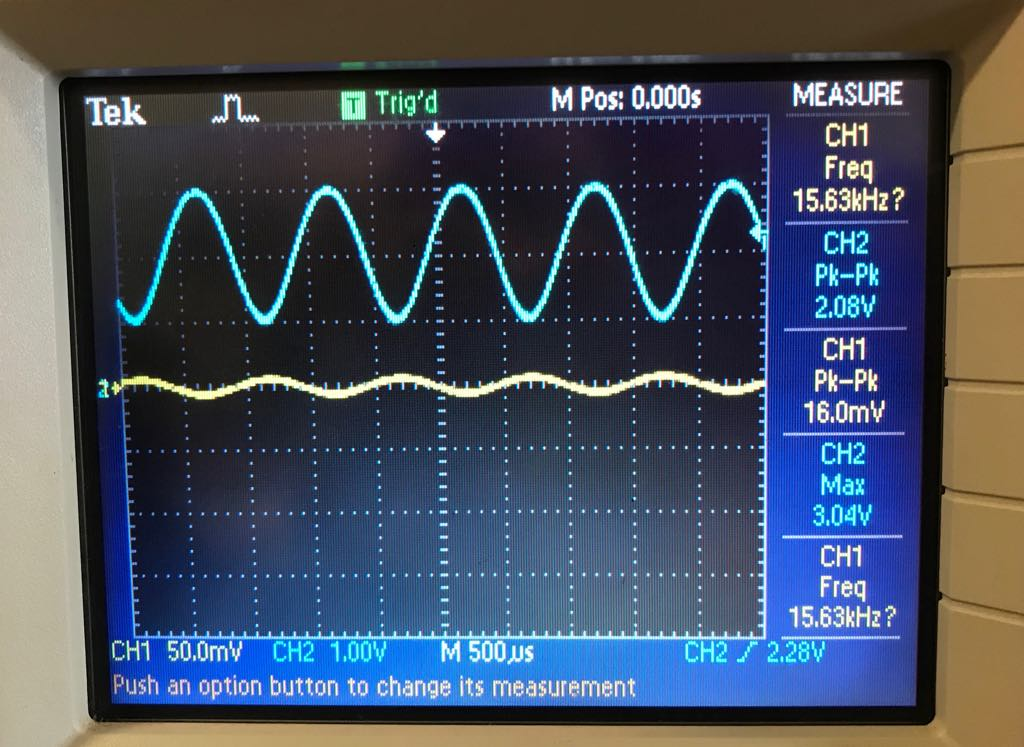 Tek
T Trig'd
M Pos: 0.000s
MEASURE
CH1
Freq
15.63kHz?
CH2
Pk-Pk
2.08V
CH1
Pk-Pk
16.0mV
CH2
Max
3.04V
CH1
Freq
15.63kHz?
2
CH1 50.0mV CH2 1.00V M 500µs CH2 2.28V
Push an option button to change its measurement